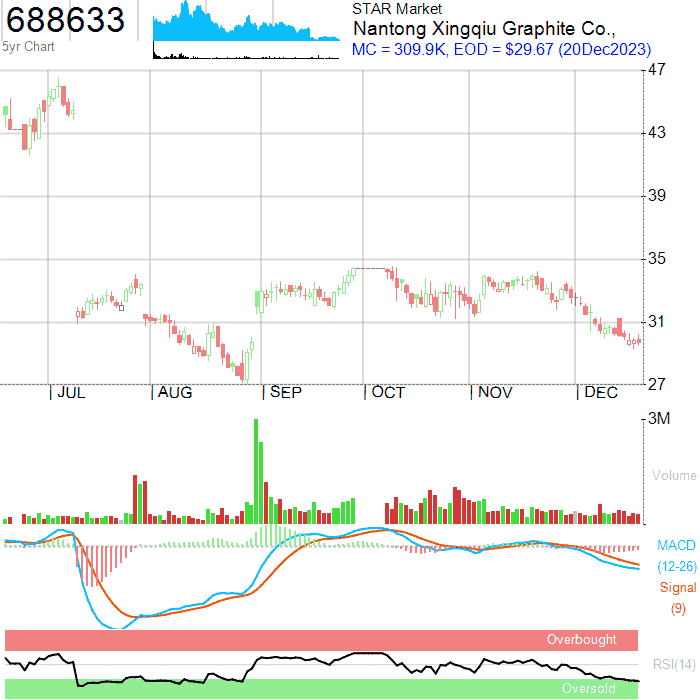 688633
5yr Chart
STAR Market
Nantong Xingqiu Graphite Co.,
MC = 309.9K, EOD = $29.67 (20Dec2023)
47
43
39
35
31
27
JUL
AUG
SEP
OCT
NOV
DEC
3M
Volume
MACD
(12-26)
Signal
(9)
Overbought
RSI(14)
Oversold